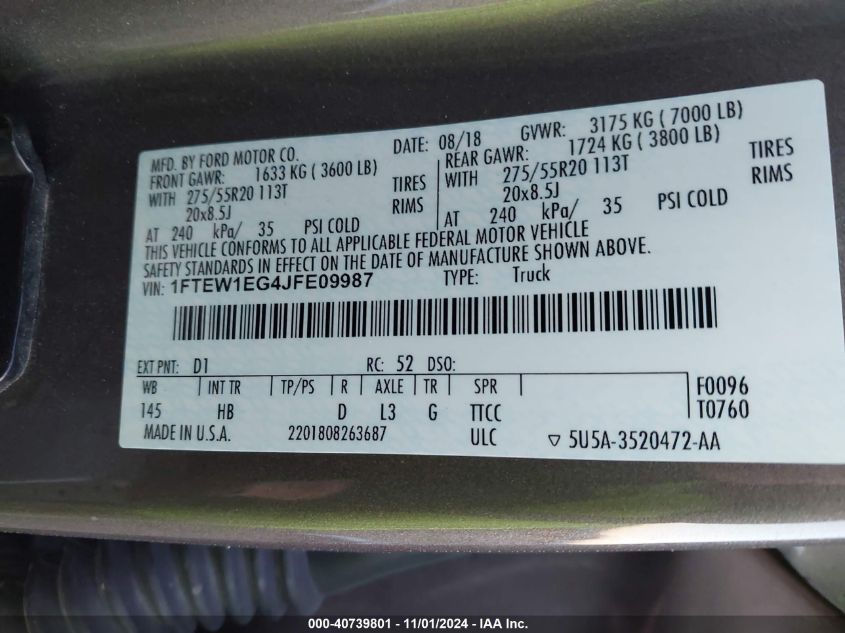 MFD. BY FORD MOTOR CO. DATE: 08/18 GVWR: 3175 KG ( 7000 LB)
FRONT GAWR: 1633 KG ( 3600 LB) REAR GAWR: 1724 KG ( 3800 LB)
WITH 275/55R20 113T TIRES WITH 275/55R20 113T TIRES
20x8.5J RIMS 20x8.5J RIMS
AT 240 kPa/ 35 PSI COLD AT 240 kPa/ 35 PSI COLD
THIS VEHICLE CONFORMS TO ALL APPLICABLE FEDERAL MOTOR VEHICLE
SAFETY STANDARDS IN EFFECT ON THE DATE OF MANUFACTURE SHOWN ABOVE.
VIN: 1FTEW1EG4JFE09987 TYPE: Truck
EXT PNT: D1 RC: 52 DSO:
WB INT TR TP/PS R AXLE TR SPR F0096
145 HB D L3 G TTCC T0760
MADE IN U.S.A. 2201808263687 ULC ▽ 5U5A-3520472-AA
000-40739801 - 11/01/2024 - IAA Inc.